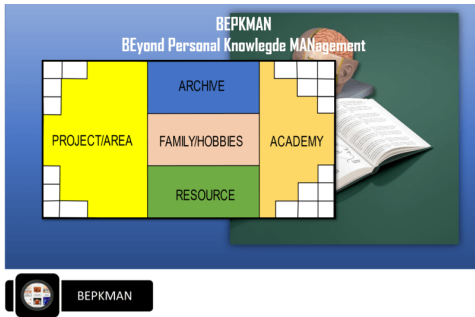 BEPKMAN
BEyond Personal Knowlegde MANagement
ARCHIVE
PROJECT/AREA
FAMILY/HOBBIES
ACADEMY
RESOURCE
BEPKMAN